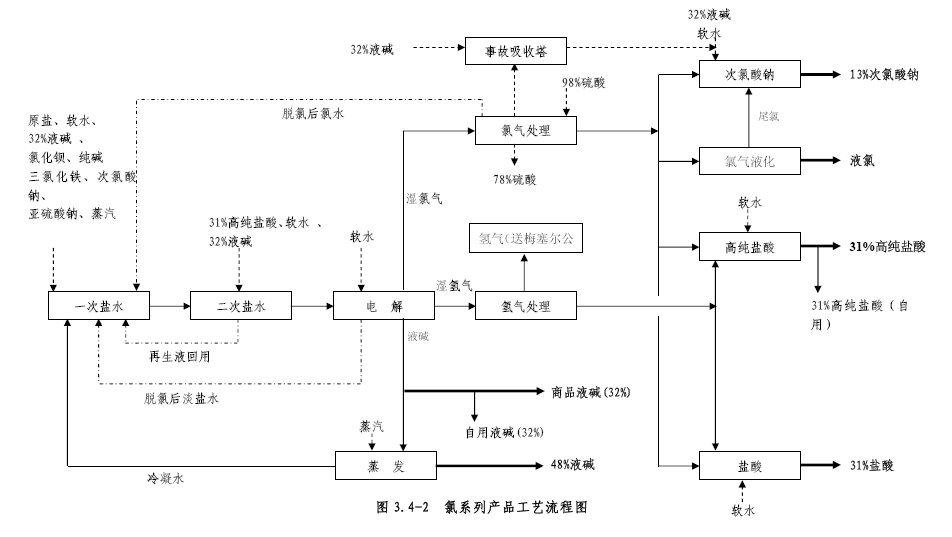 32%液碱
软水
32%液碱
事故吸收塔
98%硫酸
次氯酸钠
13%次氯酸钠
脱氯后氯水
尾氯
原盐、软水、
32%液碱 、
氯化钡、纯碱
三氯化铁、次氯酸
钠、
亚硫酸钠、蒸汽
氯气处理
氯气液化
液氯
78%硫酸
湿氯气
软水
31%高纯盐酸、软水 、
32%液碱
软水
氢气(送梅塞尔公
高纯盐酸
31%高纯盐酸
湿氢气
一次盐水
二次盐水
电 解
氢气处理
31%高纯盐酸(自
用)
液碱
再生液回用
脱氯后淡盐水
商品液碱(32%)
自用液碱(32%)
蒸汽
蒸 发
48%液碱
盐酸
31%盐酸
冷凝水
软水
图 3.4-2 氯系列产品工艺流程图